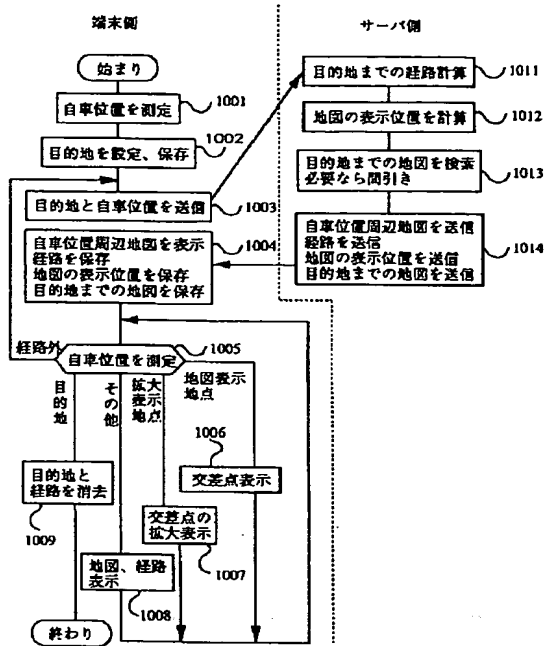 端末側
サーバ側
始まり
自車位置を測定
1001
目的地を設定、保存
1002
目的地と自車位置を送信
1003
目的地までの経路計算
1011
地図の表示位置を計算
1012
目的地までの地図を検索
必要なら間引き
1013
自車位置周辺地図を送信
経路を送信
地図の表示位置を送信
目的地までの地図を送信
1014
自車位置周辺地図を表示
経路を保存
地図の表示位置を保存
目的地までの地図を保存
1004
経路外
自車位置を測定
1005
目的地
その他
拡大
表示
地点
地図表示
地点
1006
交差点表示
目的地と
経路を消去
1009
交差点の
拡大表示
1007
地図、経路
表示
1008
終わり